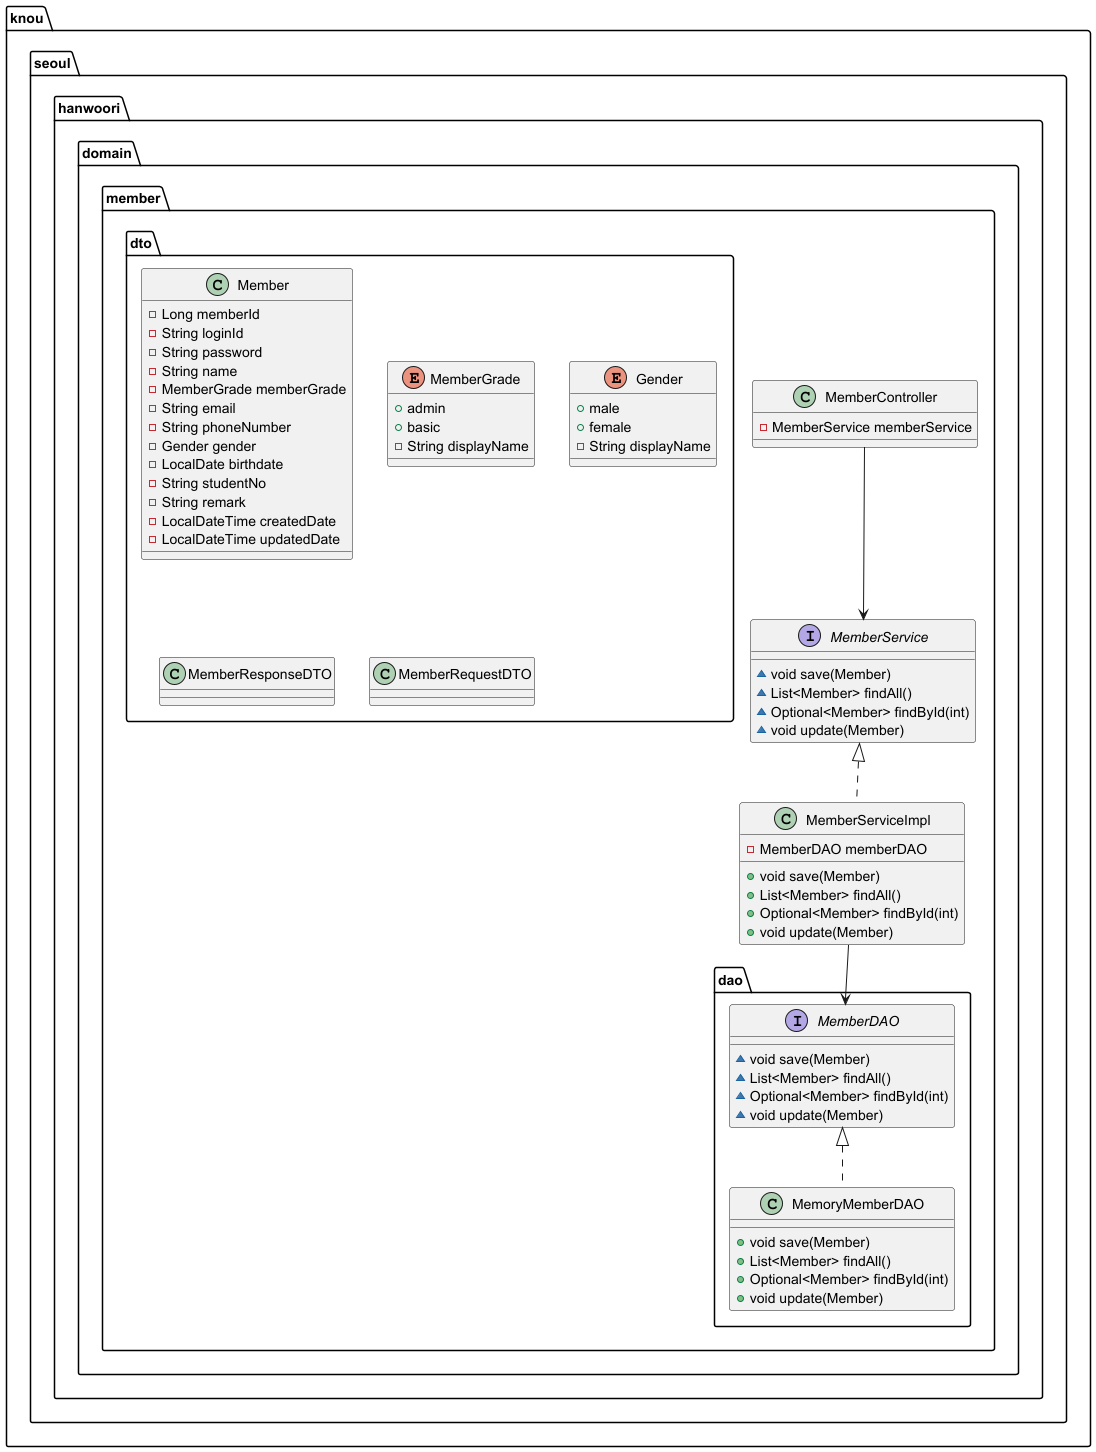 knou
seoul
hanwoori
domain
member
dto
C Member
Long memberId
String loginId
String password
String name
MemberGrade memberGrade
String email
String phoneNumber
Gender gender
LocalDate birthdate
String studentNo
String remark
LocalDateTime createdDate
LocalDateTime updatedDate
E MemberGrade
admin
basic
String displayName
E Gender
male
female
String displayName
C MemberController
MemberService memberService
C MemberResponseDTO
C MemberRequestDTO
I MemberService
void save(Member)
List<Member> findAll()
Optional<Member> findById(int)
void update(Member)
C MemberServiceImpl
MemberDAO memberDAO
void save(Member)
List<Member> findAll()
Optional<Member> findById(int)
void update(Member)
dao
I MemberDAO
void save(Member)
List<Member> findAll()
Optional<Member> findById(int)
void update(Member)
C MemoryMemberDAO
void save(Member)
List<Member> findAll()
Optional<Member> findById(int)
void update(Member)